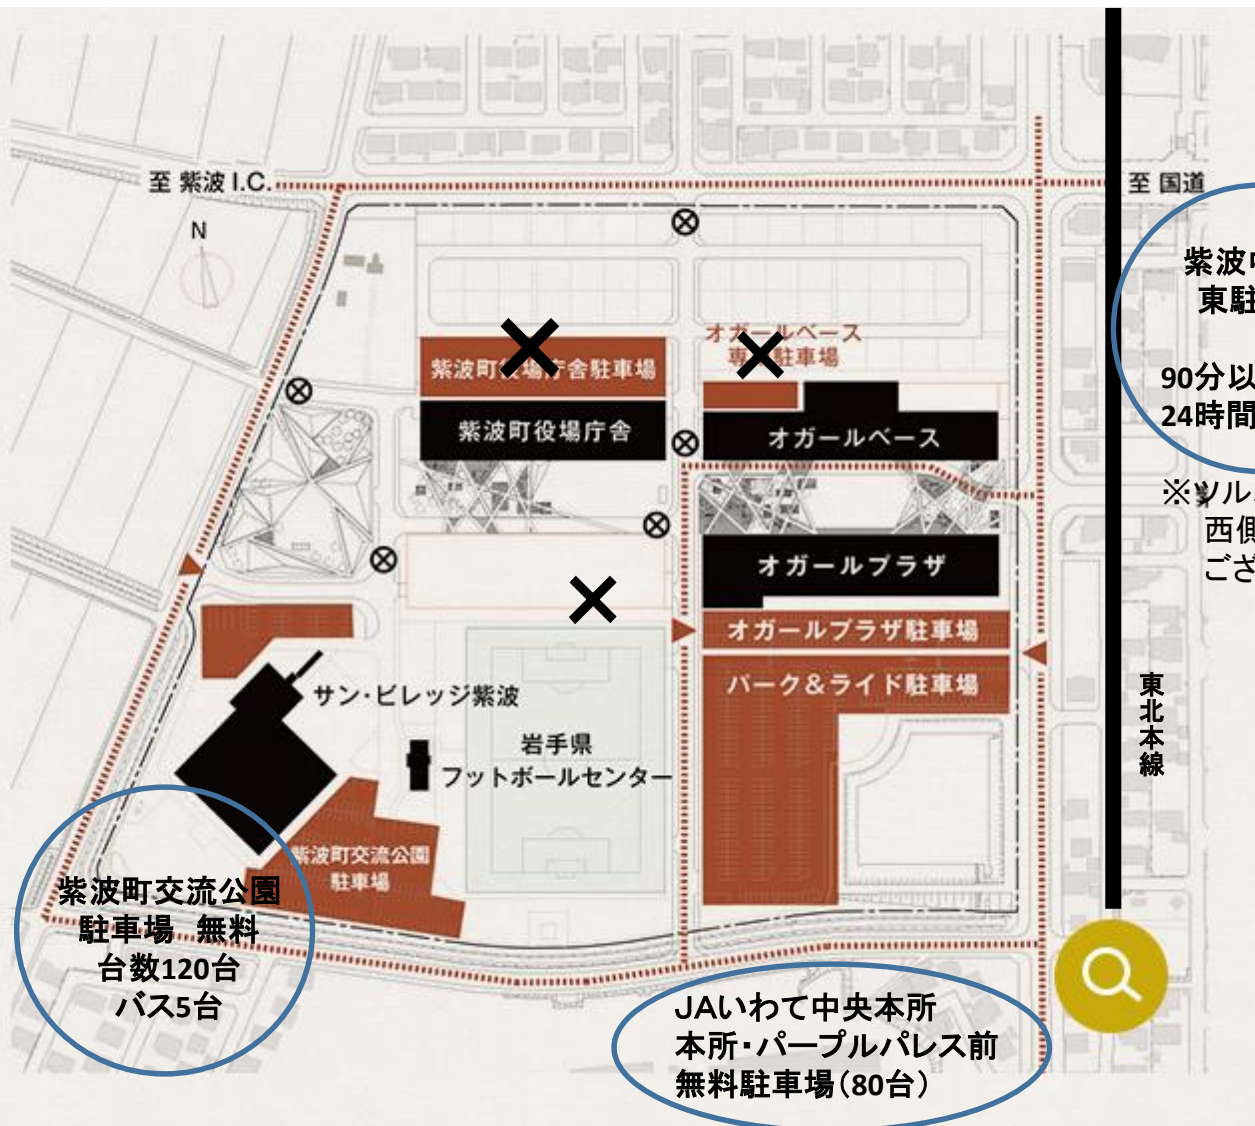 至 紫波 I.C.
至 国道
N
紫波
東駐
90分以
24時間
※ツル
西側
ござ
オガールベース
専用駐車場
紫波町役場庁舎駐車場
紫波町役場庁舎
オガールベース
オガールプラザ
オガールプラザ駐車場
パーク&ライド駐車場
サン・ビレッジ紫波
岩手県
フットボールセンター
東北本線
紫波町交流公園
駐車場
紫波町交流公園
駐車場 無料
台数120台
バス5台
JAいわて中央本所
本所・パープルパレス前
無料駐車場(80台)